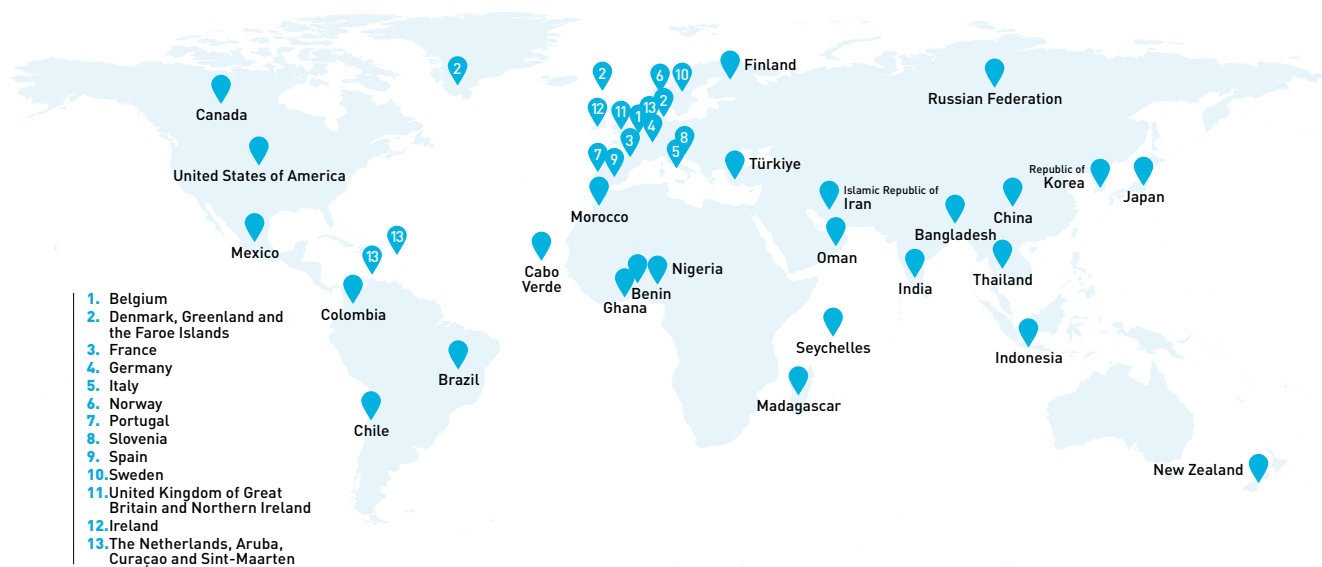 2
2
6
10
Finland
Canada
Russian Federation
12
11
13
2
1
4
United States of America
3
8
5
7
9
Türkiye
Republic of
Korea
Japan
Islamic Republic of
Iran
China
Morocco
Bangladesh
Mexico
13
13
Oman
Cabo
Verde
Nigeria
Benin
Ghana
India
Thailand
Colombia
Seychelles
Indonesia
Brazil
Madagascar
Chile
New Zealand
1. Belgium
2. Denmark, Greenland and
the Faroe Islands
3. France
4. Germany
5. Italy
6. Norway
7. Portugal
8. Slovenia
9. Spain
10. Sweden
11. United Kingdom of Great
Britain and Northern Ireland
12. Ireland
13. The Netherlands, Aruba,
Curaçao and Sint-Maarten